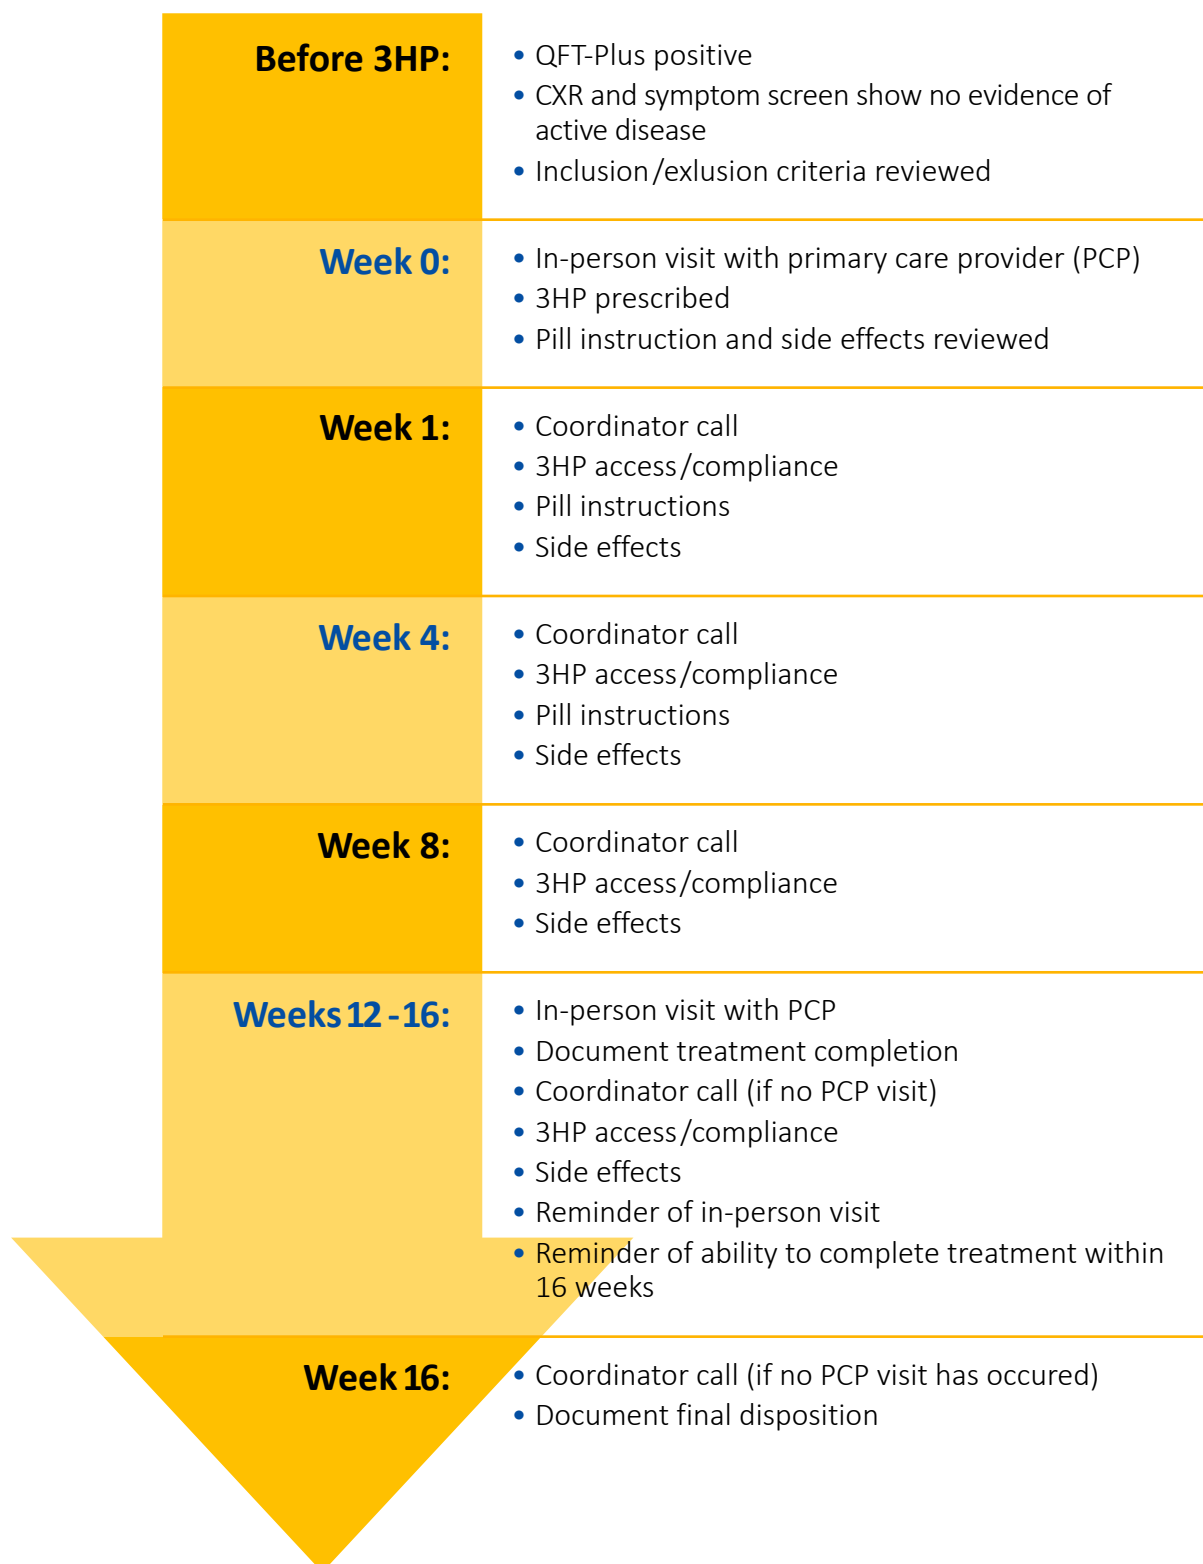 Before 3HP:
• QFT-Plus positive
• CXR and symptom screen show no evidence of
active disease
• Inclusion/exlusion criteria reviewed
Week 0:
• In-person visit with primary care provider (PCP)
• 3HP prescribed
• Pill instruction and side effects reviewed
Week 1:
• Coordinator call
• 3HP access/compliance
• Pill instructions
• Side effects
Week 4:
• Coordinator call
• 3HP access/compliance
• Pill instructions
• Side effects
Week 8:
• Coordinator call
• 3HP access/compliance
• Side effects
Weeks 12-16:
• In-person visit with PCP
• Document treatment completion
• Coordinator call (if no PCP visit)
• 3HP access/compliance
• Side effects
• Reminder of in-person visit
• Reminder of ability to complete treatment within
16 weeks
Week 16:
• Coordinator call (if no PCP visit has occured)
• Document final disposition